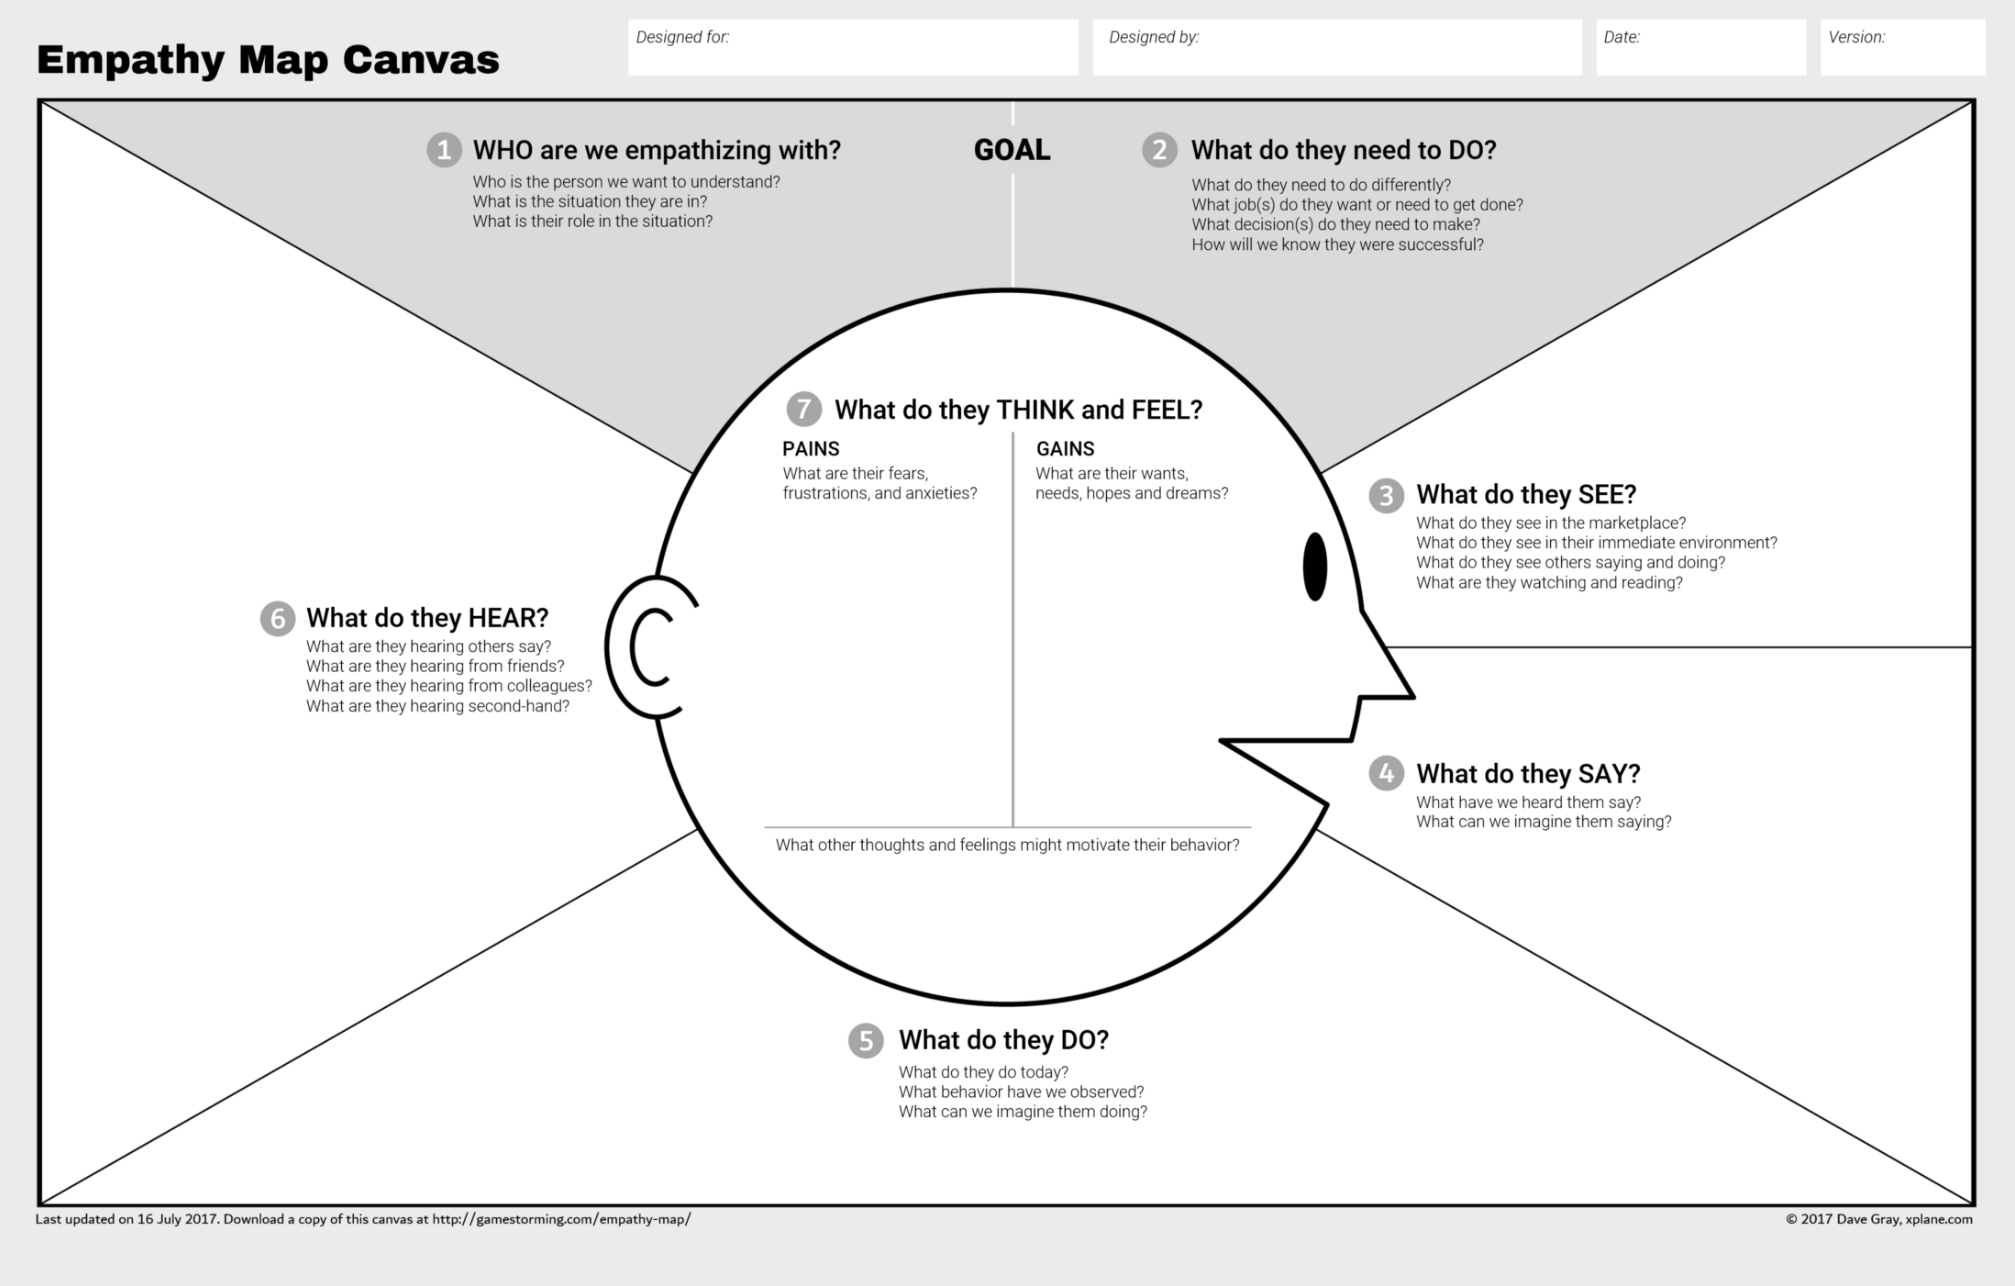 Empathy Map Canvas
Designed for:
Designed by:
Date:
Version:
1 WHO are we empathizing with?
Who is the person we want to understand?
What is the situation they are in?
What is their role in the situation?
GOAL
2 What do they need to DO?
What do they need to do differently?
What job(s) do they want or need to get done?
What decision(s) do they need to make?
How will we know they were successful?
3 What do they SEE?
What do they see in the marketplace?
What do they see in their immediate environment?
What do they see others saying and doing?
What are they watching and reading?
4 What do they SAY?
What have we heard them say?
What can we imagine them saying?
5 What do they DO?
What do they do today?
What behavior have we observed?
What can we imagine them doing?
6 What do they HEAR?
What are they hearing others say?
What are they hearing from friends?
What are they hearing from colleagues?
What are they hearing second-hand?
7 What do they THINK and FEEL?
PAINS
What are their fears,
frustrations, and anxieties?
GAINS
What are their wants,
needs, hopes and dreams?
What other thoughts and feelings might motivate their behavior?
Last updated on 16 July 2017. Download a copy of this canvas at http://gamestorming.com/empathy-map/
© 2017 Dave Gray, xplane.com